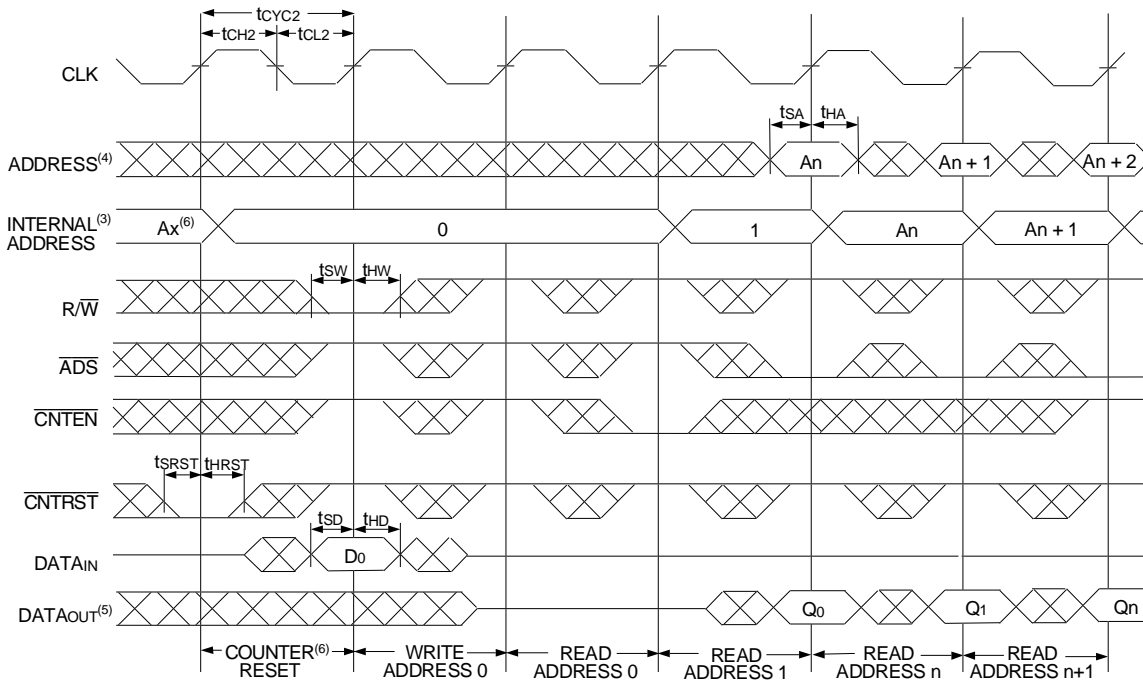 tCYC2
tCH2 tCL2
CLK
tSA tHA
ADDRESS(4) An An + 1 An + 2
INTERNAL(3)
ADDRESS
Ax(6) 0 1 An An + 1
tSW tHW
R/W
ADS
CNTEN
tSRST tHRST
CNTRST
tSD tHD
DATAIN D0
DATAOUT(5) Q0 Q1 Qn
COUNTER(6)
RESET
WRITE
ADDRESS 0
READ
ADDRESS 0
READ
ADDRESS 1
READ
ADDRESS n
READ
ADDRESS n+1